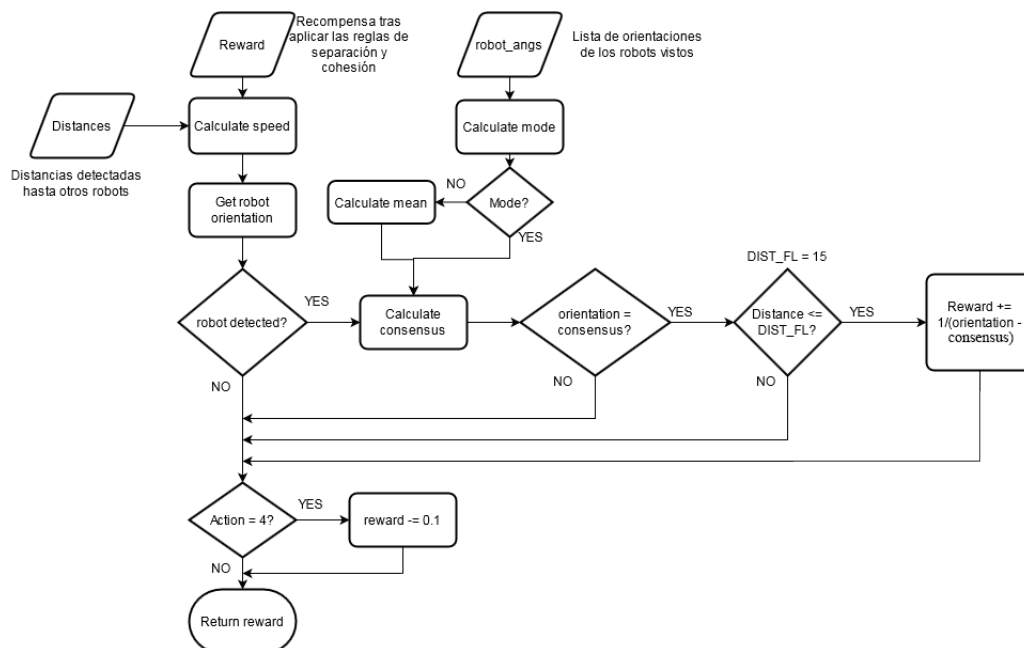 Reward
Recompensa tras
aplicar las reglas de
separación y
cohesión
robot_angs
Lista de orientaciones
de los robots vistos
Distances
Calculate speed
Calculate mode
Distancias detectadas
hasta otros robots
Get robot
orientation
Calculate mean
NO
Mode?
YES
DIST_FL = 15
robot detected?
YES
Calculate
consensus
orientation =
consensus?
YES
Distance <=
DIST_FL?
YES
Reward +=
1/(orientation -
consensus)
NO
NO
NO
Action = 4?
YES
reward -= 0.1
NO
Return reward